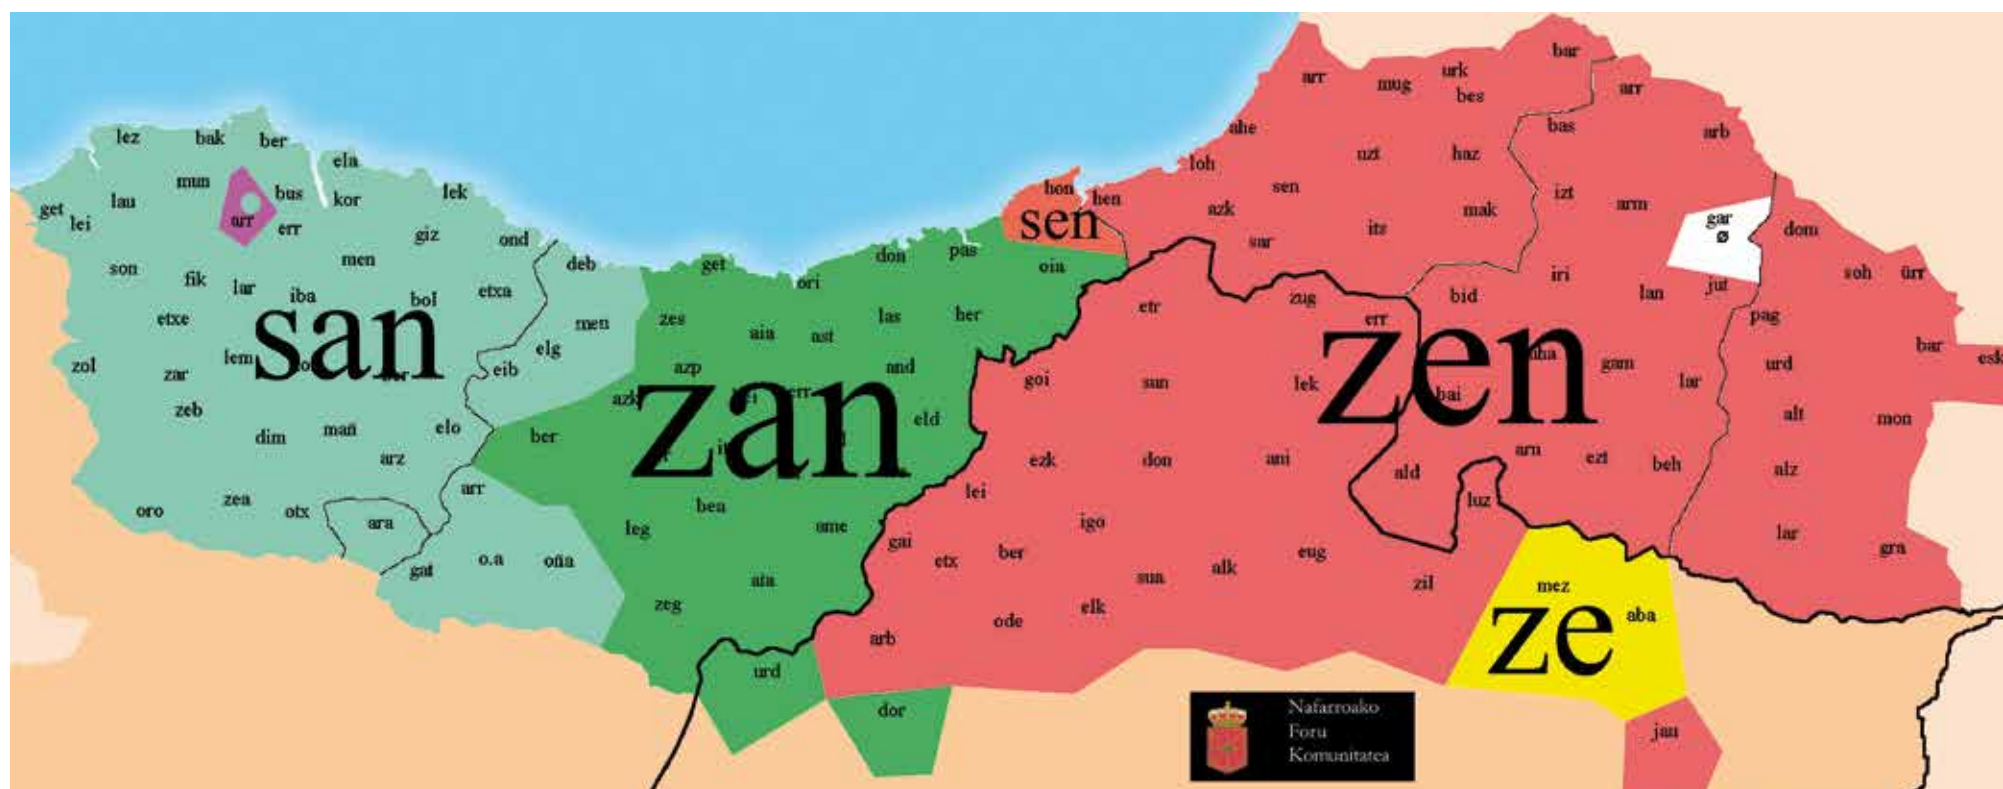 bar
arr
mug
urk
bes
arr
lez
bak
ber
ahe
bas
arb
ela
loh
uzt
haz
mun
bus
kor
lek
hon
hen
sen
izt
arm
get
lau
lei
arr
err
giz
ond
sen
azk
its
mak
gar
ø
dom
son
fik
lar
men
deb
get
ori
don
pas
oia
sar
iri
soh
ürr
iba
bol
etxa
etr
zug
bid
lan
jut
etxe
san
men
zes
aia
ast
las
her
err
zen
pag
zol
zar
lem
eib
elg
azp
and
goi
sun
lek
uha
gam
lar
urd
bar
esk
zeb
azk
zan
err
eld
bai
alt
mon
dim
mañ
elo
ber
arz
arr
ezk
don
ani
ald
arn
ezt
beh
alz
oro
zea
otx
ara
leg
bea
ame
lei
igo
luz
gat
o.a
oña
gai
etx
ber
eug
lar
gra
zeg
ata
sua
alk
zil
mez
aba
ze
arb
ode
elk
urd
dor
jau
Nafarroako
Foru
Komunitatea